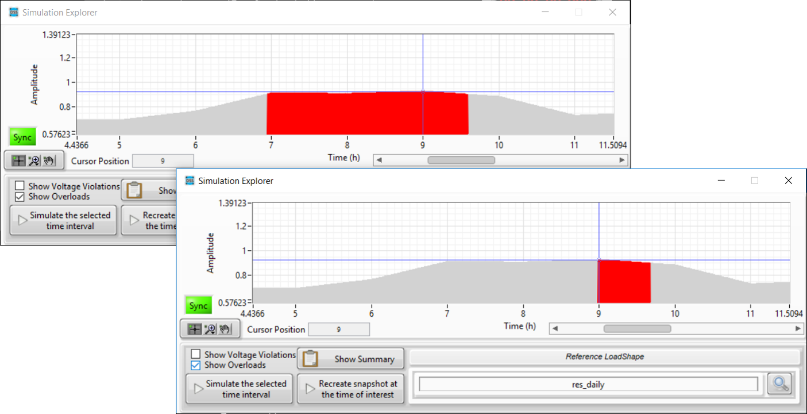 Simulation Explorer
1.39123
1.2
1
0.8
0.57623
Amplitude
4.4366
5
6
7
8
9
10
11
11.5094
Sync
Time (h)
Cursor Position
9
Show Voltage Violations
Show Overloads
Show
Simulate the selected
time interval
Recreate
the time
Simulation Explorer
1.39123
1.2
1
0.8
0.57623
Amplitude
4.4366
5
6
7
8
9
10
11
11.5094
Sync
Time (h)
Cursor Position
9
Show Voltage Violations
Show Overloads
Show Summary
Reference LoadShape
Simulate the selected
time interval
Recreate snapshot at
the time of interest
res_daily